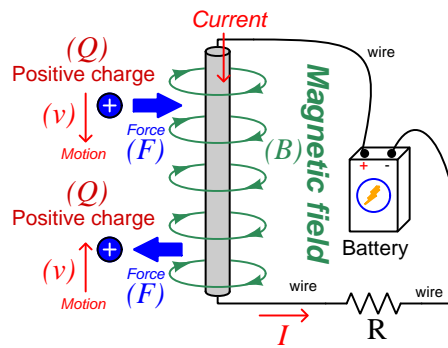 Current
(Q)
Positive charge
(v)
+
Force
(F)
Motion
(B)
Magnetic field
wire
+ -
Battery
(Q)
Positive charge
(v)
+
Force
(F)
Motion
wire
wire
I
R